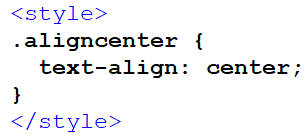 <style>
.aligncenter {
  text-align: center;
}
</style>